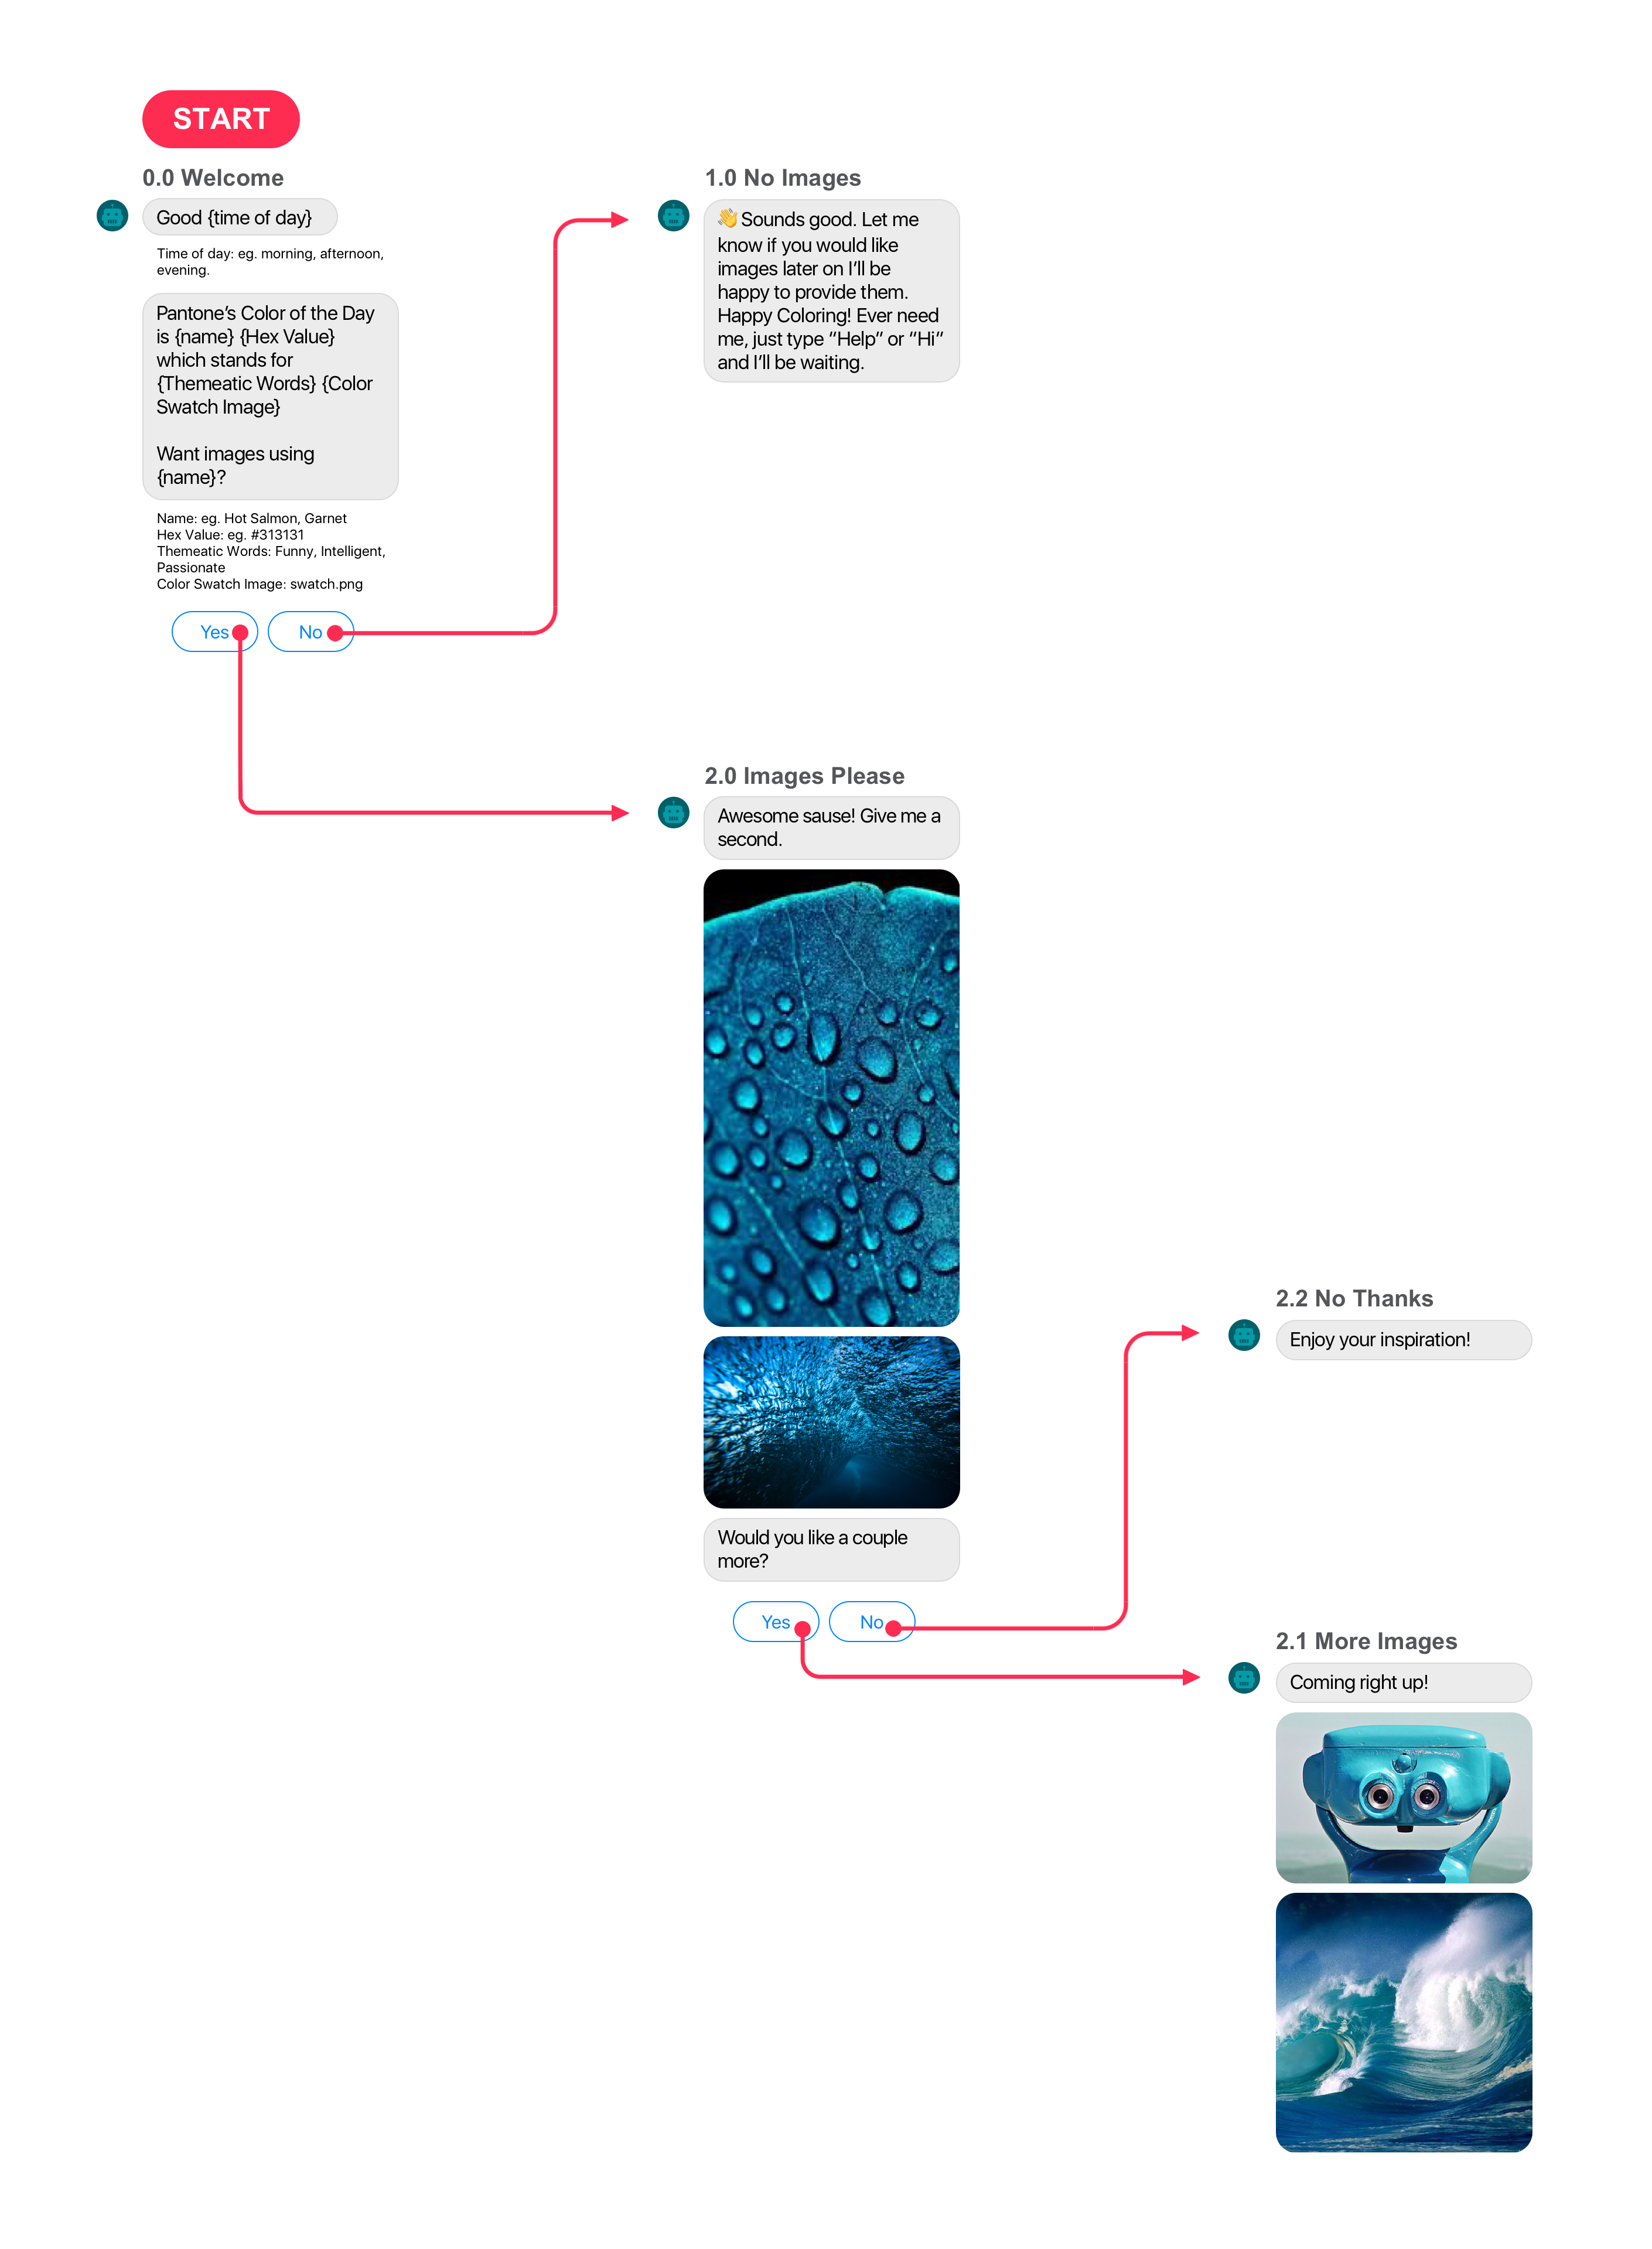 START
0.0 Welcome
Good {time of day}
Time of day: eg. morning, afternoon,
evening.
Pantone’s Color of the Day
is {name} {Hex Value}
which stands for
{Themeatic Words} {Color
Swatch Image}
Want images using
{name}?
Name: eg. Hot Salmon, Garnet
Hex Value: eg. #313131
Themeatic Words: Funny, Intelligent,
Passionate
Color Swatch Image: swatch.png
Yes
No
1.0 No Images
👋 Sounds good. Let me
know if you would like
images later on I’ll be
happy to provide them.
Happy Coloring! Ever need
me, just type “Help” or “Hi”
and I’ll be waiting.
2.0 Images Please
Awesome sause! Give me a
second.
Would you like a couple
more?
Yes
No
2.2 No Thanks
Enjoy your inspiration!
2.1 More Images
Coming right up!